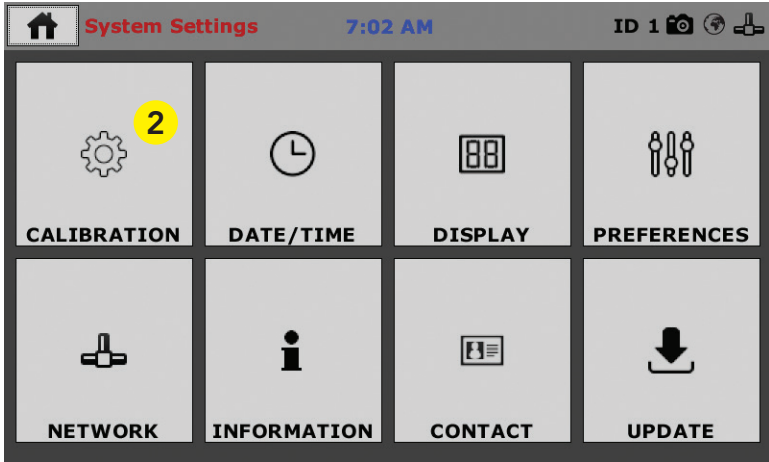 System Settings 7:02 AM ID 1
2
CALIBRATION DATE/TIME DISPLAY PREFERENCES
NETWORK INFORMATION CONTACT UPDATE